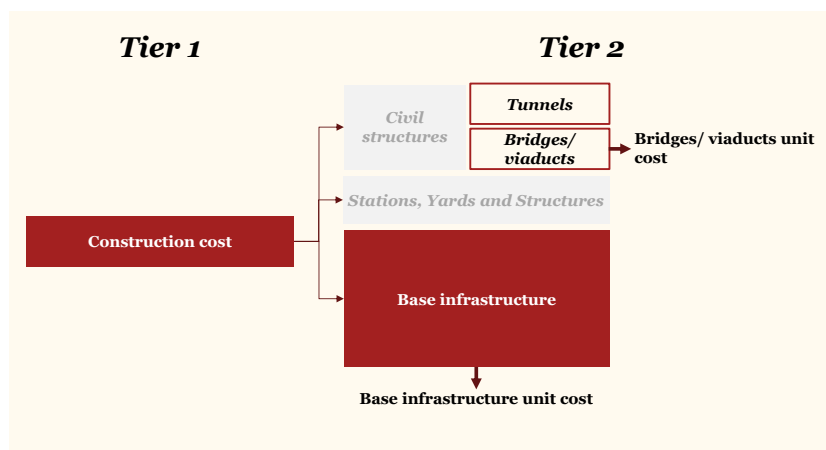 Tier 1
Tier 2
Civil
structures
Tunnels
Bridges/
viaducts
Bridges/ viaducts unit
cost
Stations, Yards and Structures
Construction cost
Base infrastructure
Base infrastructure unit cost